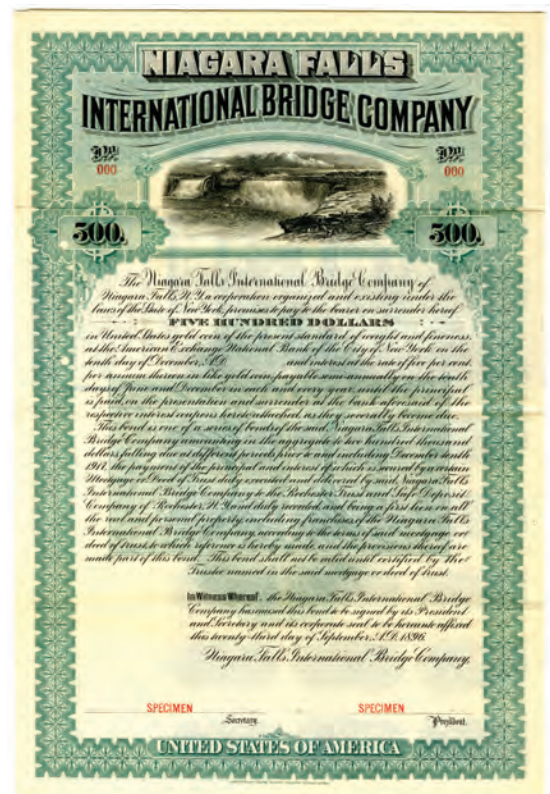 NIAGARA FALLS
INTERNATIONAL BRIDGE COMPANY
No. No.
000 000
500. 500.
The Niagara Falls International Bridge Company of
Niagara Falls, N.Y. a corporation organized and existing under the
laws of the State of New York, promises to pay to the bearer on surrender hereof
FIVE HUNDRED DOLLARS
in United States gold coin of the present standard of weight and fineness,
at the American Exchange National Bank of the City of New York on the
tenth day of December, A.D. and interest at the rate of five per cent.
per annum thereon in like gold coin, payable semi-annually on the tenth
days of June and December in each and every year, until the principal
is paid, on the presentation and surrender at the bank aforesaid of the
respective interest coupons hereto attached, as they severally become due.
This bond is one of a series of bonds of the said, Niagara Falls International
Bridge Company amounting in the aggregate to two hundred thousand
dollars falling due at different periods prior to and including December tenth
1911, the payment of the principal and interest of which is secured by a certain
Mortgage or Deed of Trust duly executed and delivered by said, Niagara Falls
International Bridge Company to the Rochester Trust and Safe Deposit
Company of Rochester, N.Y. and duly recorded, and being a first lien on all
the real and personal property, including franchises of the Niagara Falls
International Bridge Company, according to the terms of said mortgage or
deed of trust, to which reference is hereby made, and the provisions thereof are
made part of this bond. This bond shall not be valid until certified by the
Trustee named in the said mortgage or deed of trust.
In Witness Whereof, the Niagara Falls International Bridge
Company has caused this bond to be signed by its President
and Secretary and its corporate seal to be hereunto affixed
this twenty-third day of September, A.D. 1896.
Niagara Falls International Bridge Company,
SPECIMEN SPECIMEN
Secretary. President.
UNITED STATES OF AMERICA